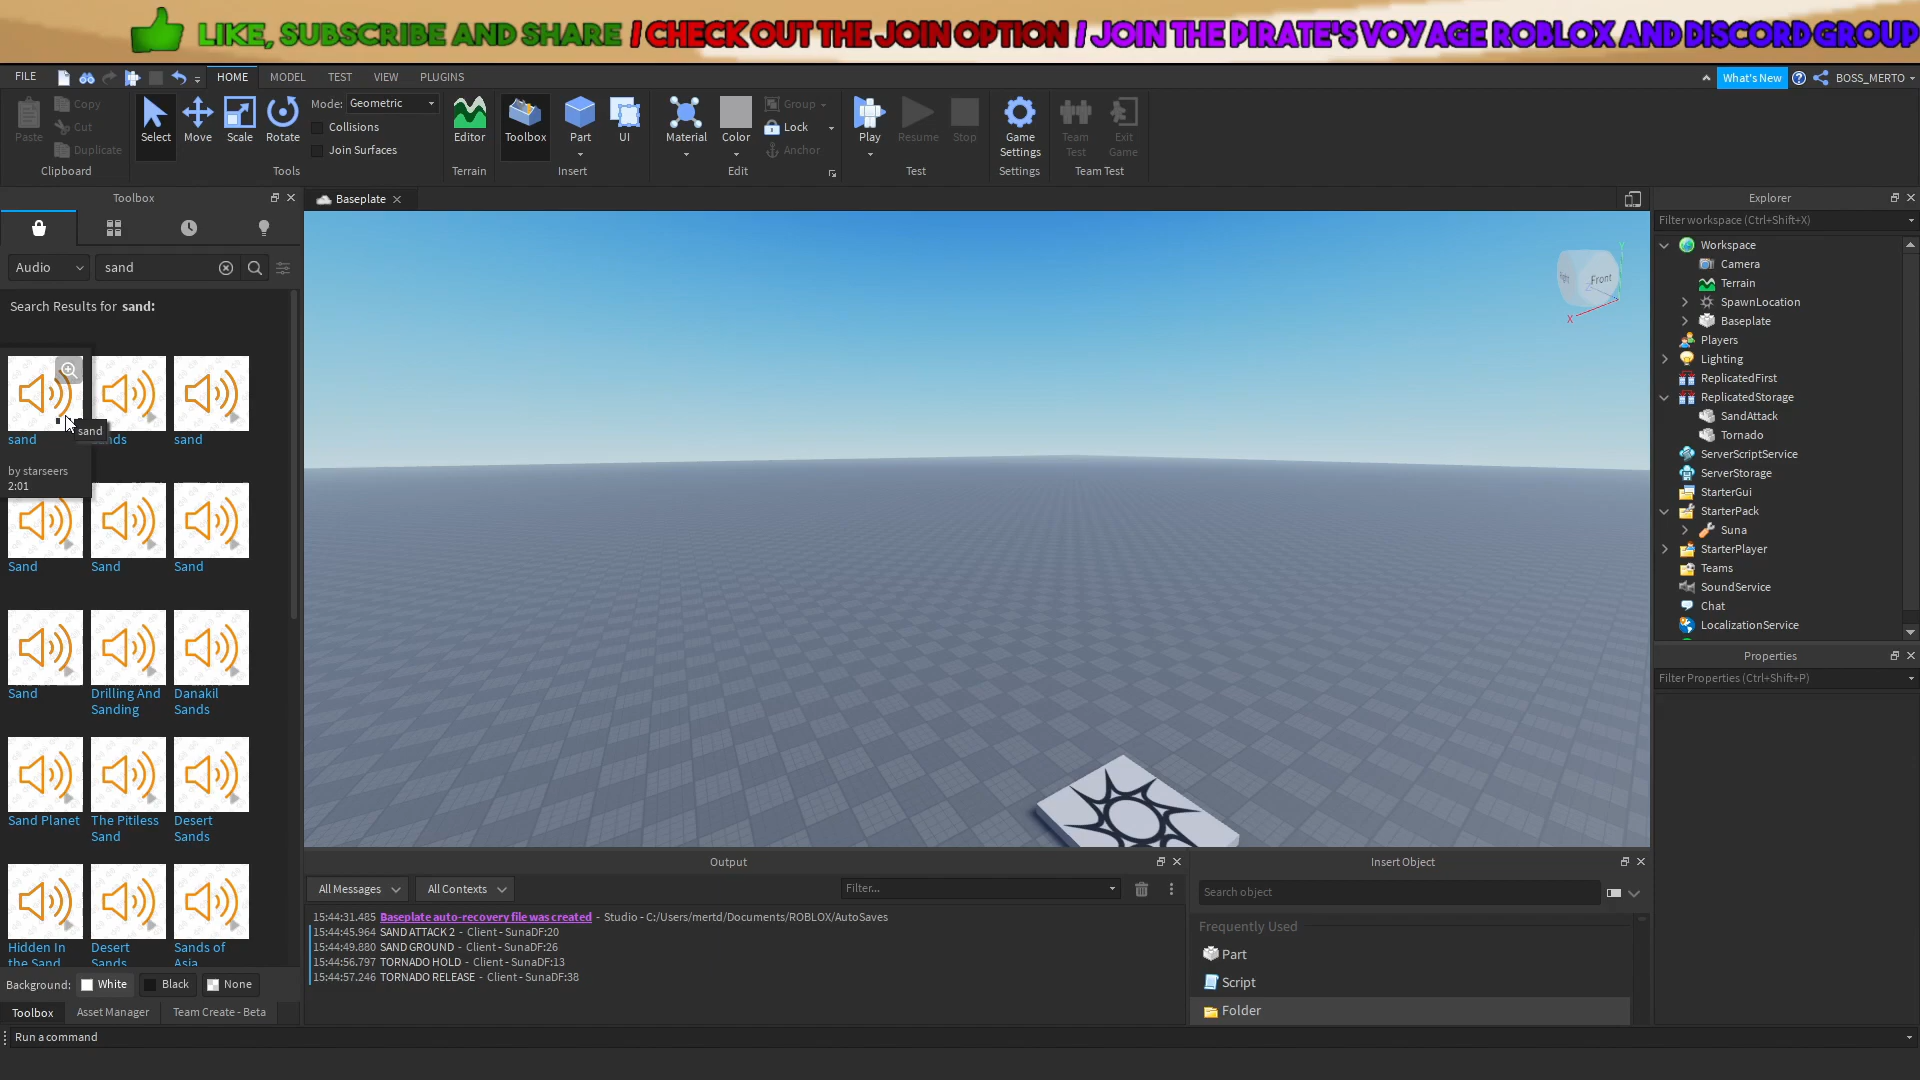 LIKE, SUBSCRIBE AND SHARE / CHECK OUT THE JOIN OPTION / JOIN THE PIRATE'S VOYAGE ROBLOX AND DISCORD GROUP
FILE
HOME
MODEL
TEST
VIEW
PLUGINS
What's New
BOSS_MERTO
Paste
Copy
Cut
Duplicate
Clipboard
Select
Move
Scale
Rotate
Mode: Geometric
Collisions
Join Surfaces
Tools
Editor
Terrain
Toolbox
Part
UI
Insert
Material
Color
Group
Lock
Anchor
Edit
Play
Resume
Stop
Test
Game
Settings
Settings
Team
Test
Exit
Game
Team Test
Toolbox
Audio
sand
Search Results for sand:
sand
sand
nds
sand
by starseers
2:01
Sand
Sand
Sand
Sand
Drilling And
Sanding
Danakil
Sands
Sand Planet
The Pitiless
Sand
Desert
Sands
Hidden In
the Sand
Desert
Sands
Sands of
Asia
Background:
White
Black
None
Toolbox
Asset Manager
Team Create - Beta
Run a command
Baseplate
Front
Right
Y
Z
X
Output
All Messages
All Contexts
Filter...
15:44:31.485 Baseplate auto-recovery file was created - Studio - C:/Users/mertd/Documents/ROBLOX/AutoSaves
15:44:45.964 SAND ATTACK 2 - Client - SunaDF:20
15:44:49.880 SAND GROUND - Client - SunaDF:26
15:44:56.797 TORNADO HOLD - Client - SunaDF:13
15:44:57.246 TORNADO RELEASE - Client - SunaDF:38
Insert Object
Search object
Frequently Used
Part
Script
Folder
Explorer
Filter workspace (Ctrl+Shift+X)
Workspace
Camera
Terrain
SpawnLocation
Baseplate
Players
Lighting
ReplicatedFirst
ReplicatedStorage
SandAttack
Tornado
ServerScriptService
ServerStorage
StarterGui
StarterPack
Suna
StarterPlayer
Teams
SoundService
Chat
LocalizationService
Properties
Filter Properties (Ctrl+Shift+P)